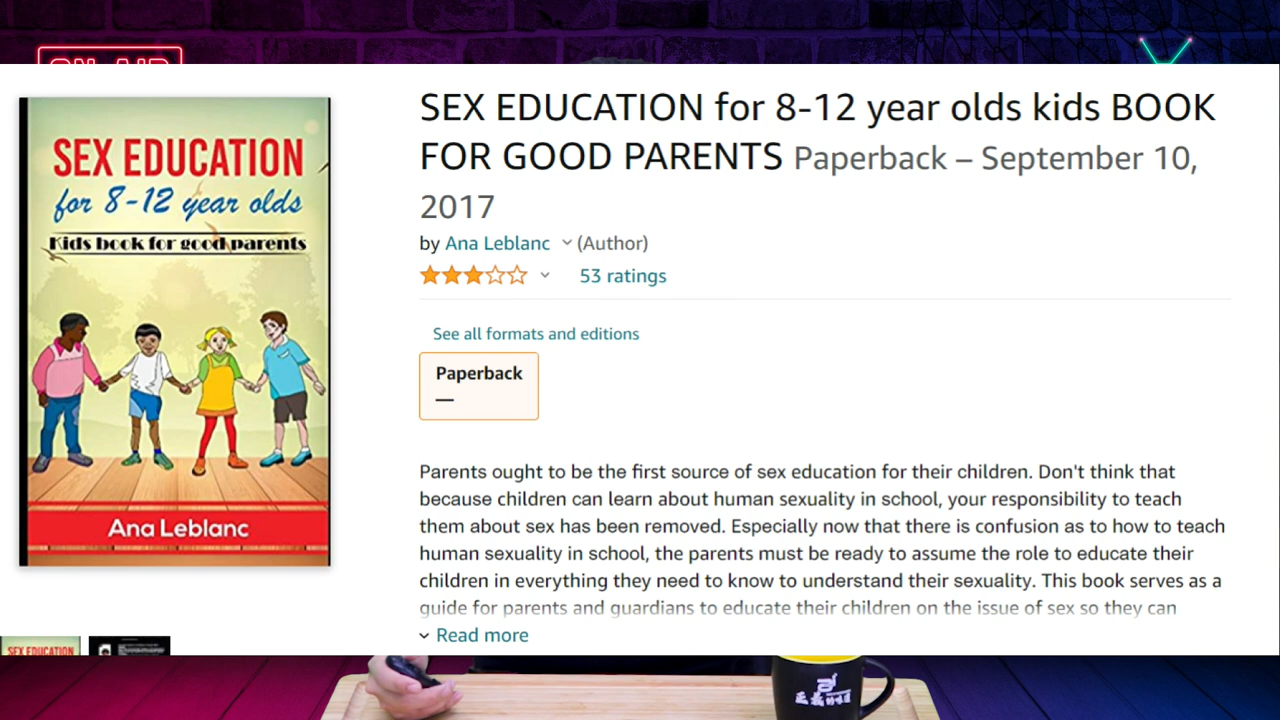 ON AIR
SEX EDUCATION
for 8-12 year olds
Kids book for good parents
Ana Leblanc
SEX EDUCATION for 8-12 year olds kids BOOK
FOR GOOD PARENTS Paperback – September 10,
2017
by Ana Leblanc (Author)
53 ratings
See all formats and editions
Paperback
—
Parents ought to be the first source of sex education for their children. Don't think that
because children can learn about human sexuality in school, your responsibility to teach
them about sex has been removed. Especially now that there is confusion as to how to teach
human sexuality in school, the parents must be ready to assume the role to educate their
children in everything they need to know to understand their sexuality. This book serves as a
guide for parents and guardians to educate their children on the issue of sex so they can
Read more
SEX EDUCATION